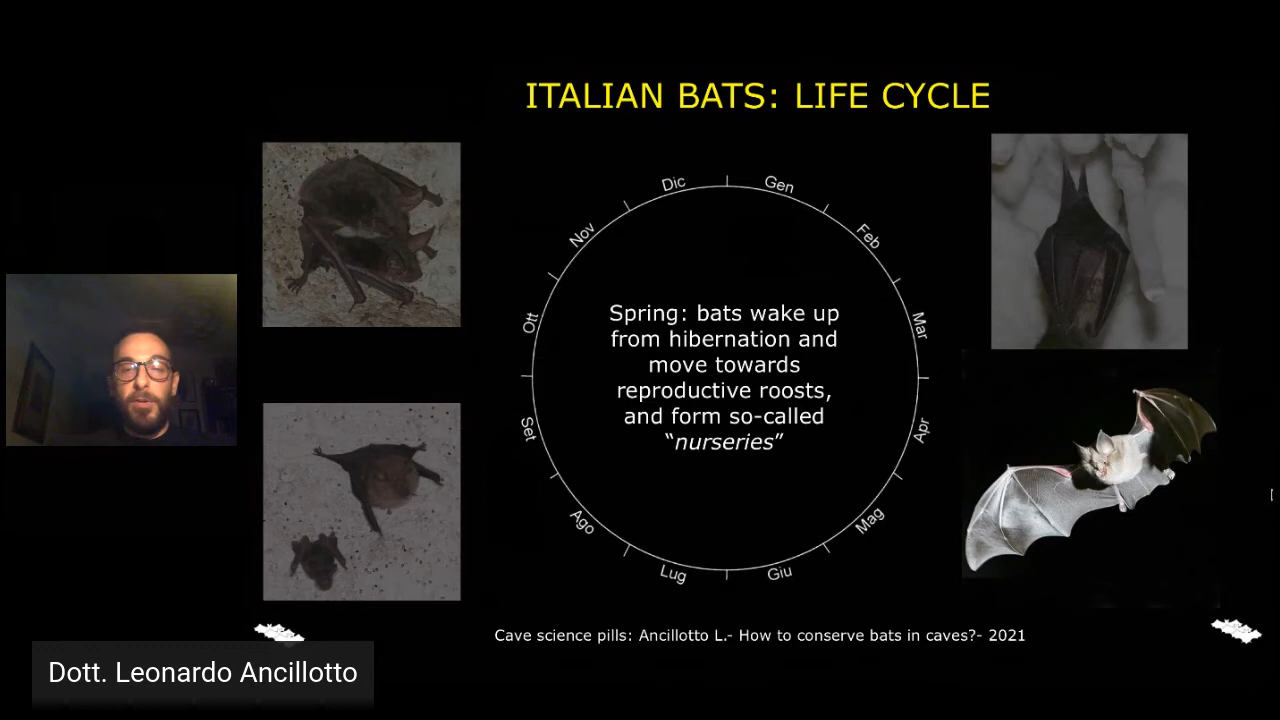 ITALIAN BATS: LIFE CYCLE
Dic
Gen
Nov
Feb
Ott
Mar
Set
Apr
Ago
Mag
Lug
Giu
Spring: bats wake up
from hibernation and
move towards
reproductive roosts,
and form so-called
“nurseries”
Cave science pills: Ancillotto L.- How to conserve bats in caves?- 2021
Dott. Leonardo Ancillotto